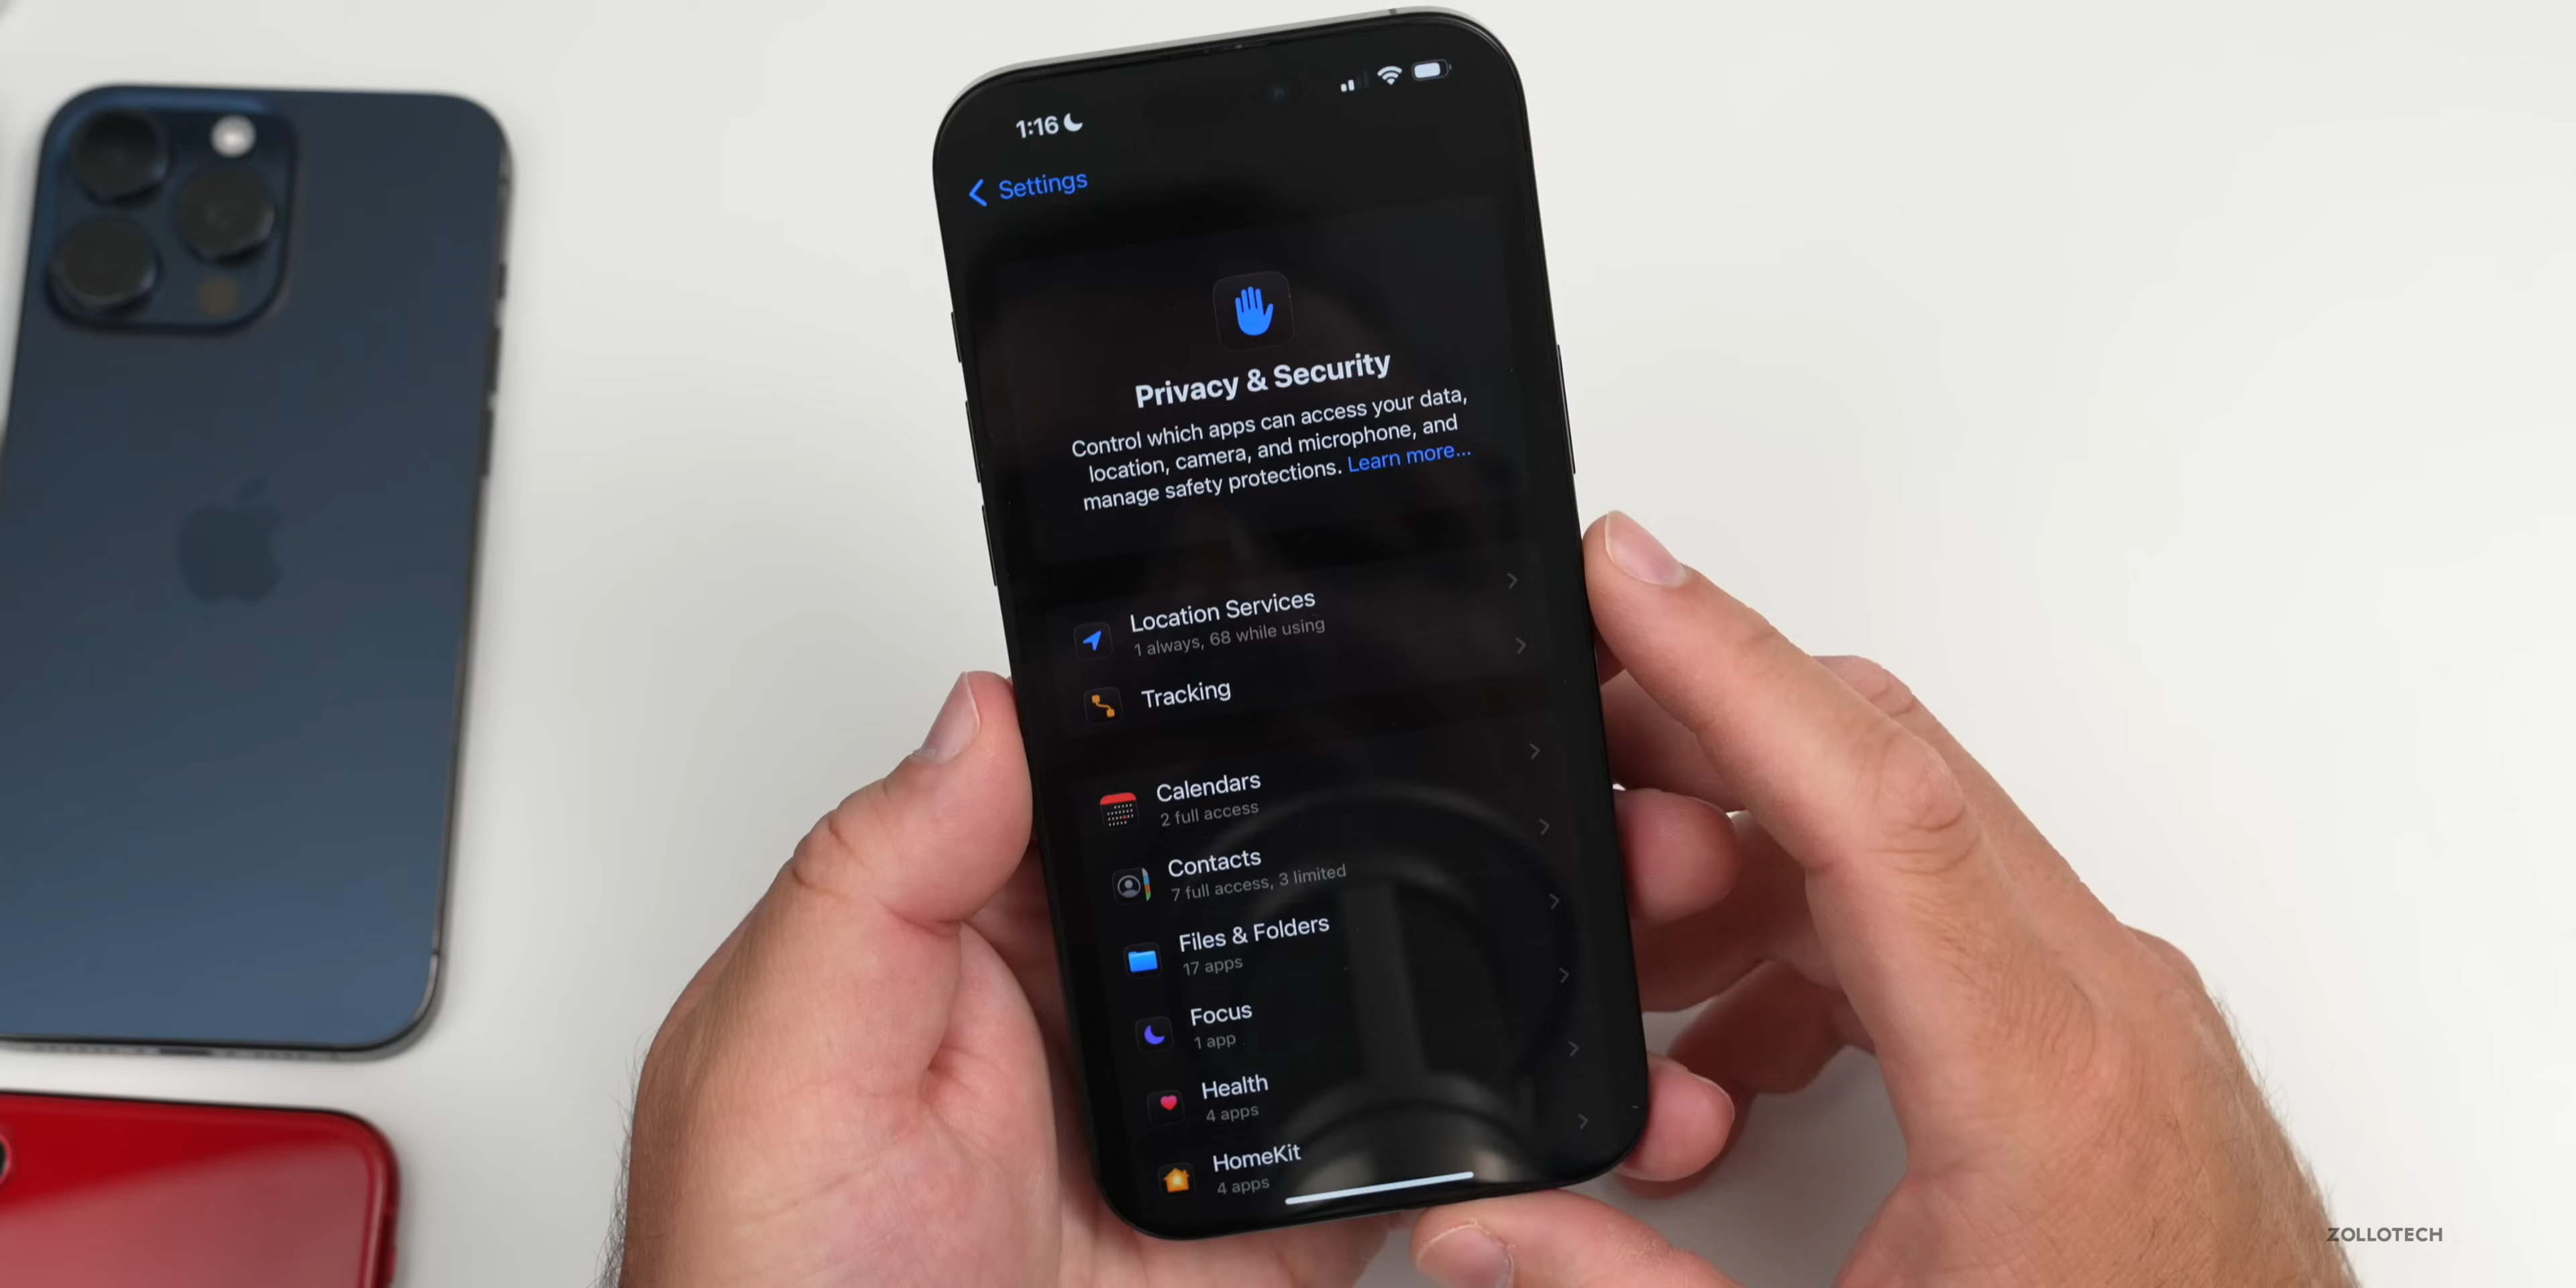 1:16
Settings
Privacy & Security
Control which apps can access your data,
location, camera, and microphone, and
manage safety protections. Learn more...
Location Services
1 always, 68 while using
Tracking
Calendars
2 full access
Contacts
7 full access, 3 limited
Files & Folders
17 apps
Focus
1 app
Health
4 apps
HomeKit
4 apps
ZOLLOTECH